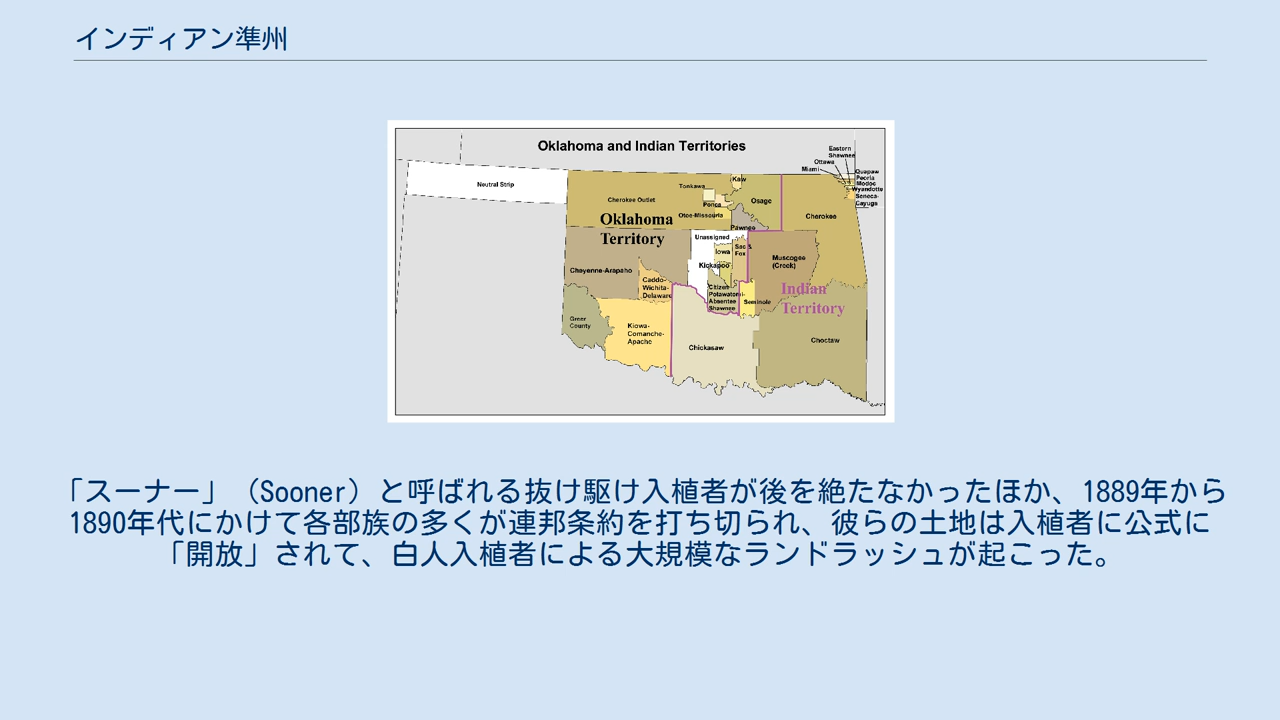 インディアン準州
Oklahoma and Indian Territories
Neutral Strip
Cherokee Outlet
Tonkawa
Kaw
Ponca
Otoe-Missouria
Osage
Pawnee
Cherokee
Eastern
Shawnee
Ottawa
Miami
Quapaw
Peoria
Modoc
Wyandotte
Seneca-
Cayuga
Oklahoma
Territory
Unassigned
Iowa
Sac &
Fox
Kickapoo
Muscogee
(Creek)
Cheyenne-Arapaho
Caddo-
Wichita-
Delaware
Citizen
Potawatomi-
Absentee
Shawnee
Seminole
Indian
Territory
Greer
County
Kiowa-
Comanche-
Apache
Chickasaw
Choctaw
「スーナー」（Sooner）と呼ばれる抜け駆け入植者が後を絶たなかったほか、1889年から
1890年代にかけて各部族の多くが連邦条約を打ち切られ、彼らの土地は入植者に公式に
「開放」されて、白人入植者による大規模なランドラッシュが起こった。